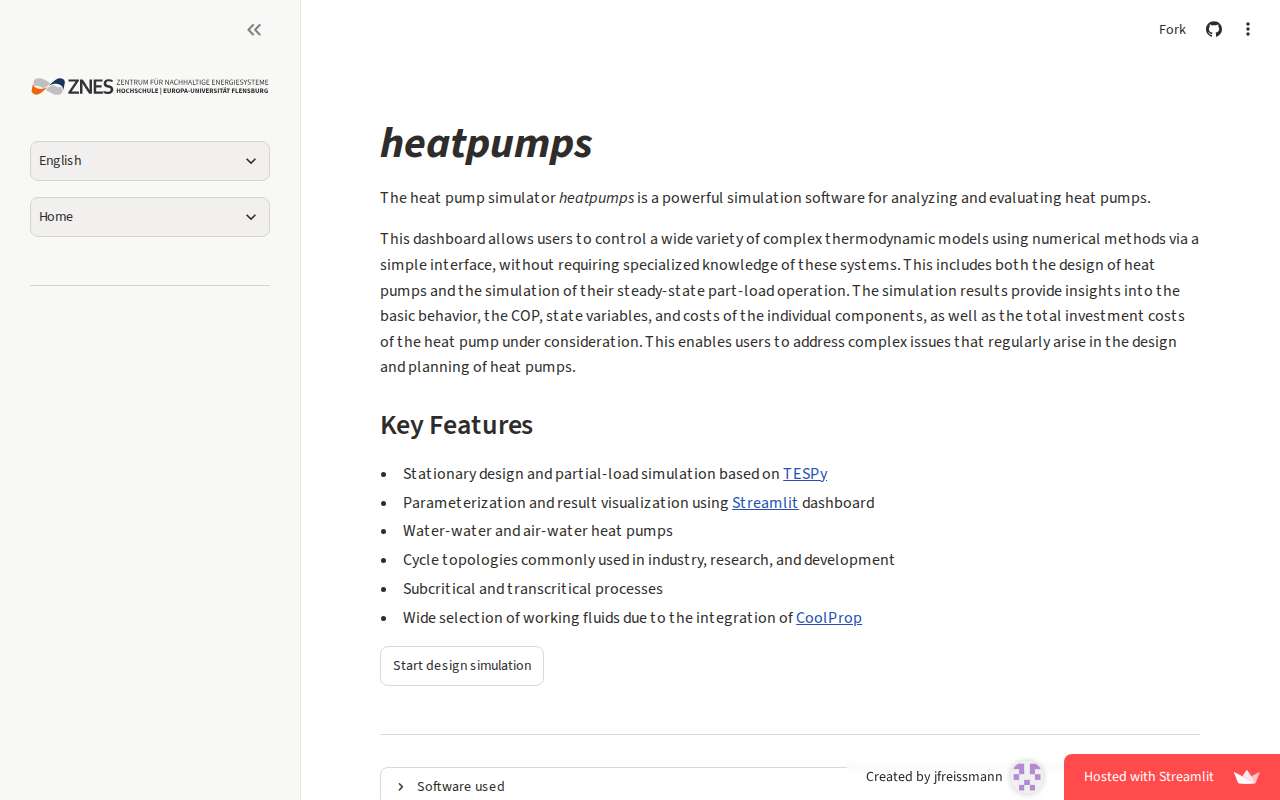 Fork
ZNES ZENTRUM FÜR NACHHALTIGE ENERGIESYSTEME
HOCHSCHULE | EUROPA-UNIVERSITÄT FLENSBURG
English
Home
heatpumps
The heat pump simulator heatpumps is a powerful simulation software for analyzing and evaluating heat pumps.
This dashboard allows users to control a wide variety of complex thermodynamic models using numerical methods via a
simple interface, without requiring specialized knowledge of these systems. This includes both the design of heat
pumps and the simulation of their steady-state part-load operation. The simulation results provide insights into the
basic behavior, the COP, state variables, and costs of the individual components, as well as the total investment costs
of the heat pump under consideration. This enables users to address complex issues that regularly arise in the design
and planning of heat pumps.
Key Features
• Stationary design and partial-load simulation based on TESPy
• Parameterization and result visualization using Streamlit dashboard
• Water-water and air-water heat pumps
• Cycle topologies commonly used in industry, research, and development
• Subcritical and transcritical processes
• Wide selection of working fluids due to the integration of CoolProp
Start design simulation
Software used
Created by jfreissmann
Hosted with Streamlit